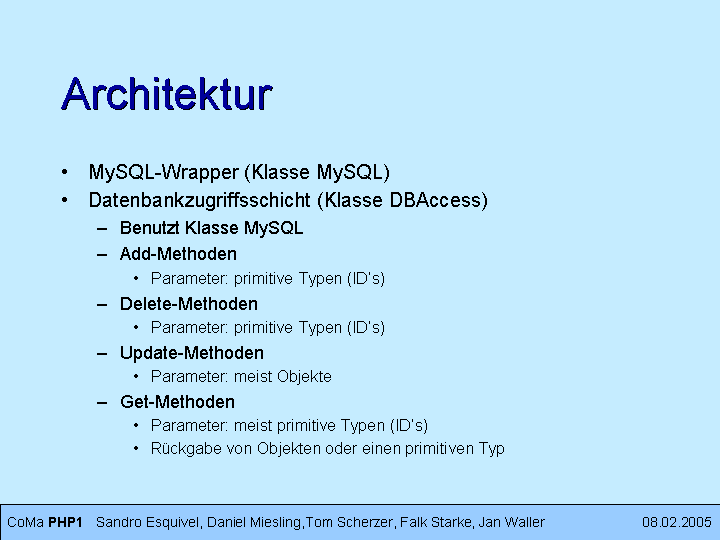 Architektur
• MySQL-Wrapper (Klasse MySQL)
• Datenbankzugriffsschicht (Klasse DBAccess)
– Benutzt Klasse MySQL
– Add-Methoden
• Parameter: primitive Typen (ID's)
– Delete-Methoden
• Parameter: primitive Typen (ID's)
– Update-Methoden
• Parameter: meist Objekte
– Get-Methoden
• Parameter: meist primitive Typen (ID's)
• Rückgabe von Objekten oder einen primitiven Typ
CoMa PHP1 Sandro Esquivel, Daniel Miesling,Tom Scherzer, Falk Starke, Jan Waller 08.02.2005